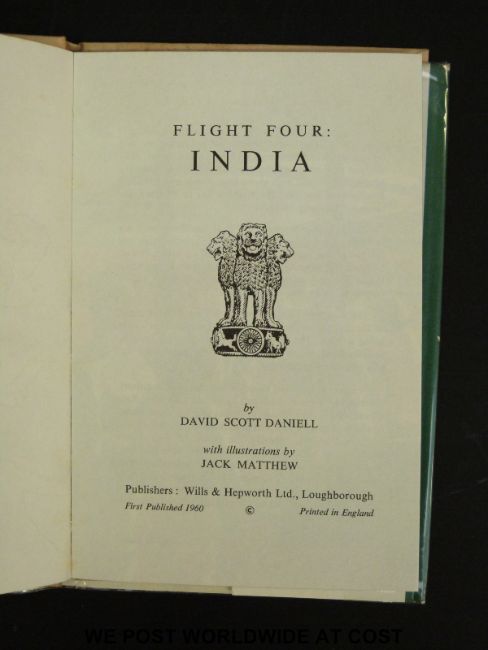 FLIGHT FOUR:
INDIA
by
DAVID SCOTT DANIELL
with illustrations by
JACK MATTHEW
Publishers: Wills & Hepworth Ltd., Loughborough
First Published 1960 © Printed in England
WE POST WORLDWIDE AT COST